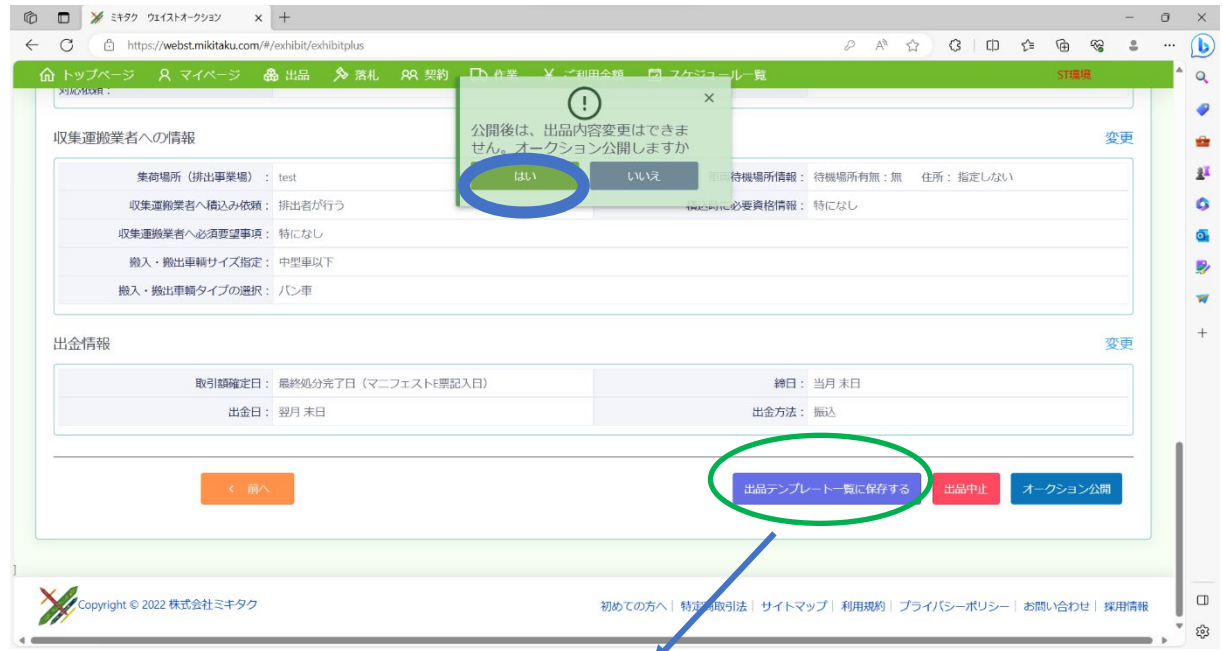 ミキタク ウエイストオークション
https://webst.mikitaku.com/#/exhibit/exhibitplus
トップページ マイページ 出品 落札 契約 作業 ご利用金額 スケジュール一覧 ST環境
対応依頼：
公開後は、出品内容変更はできま
せん。オークション公開しますか
はい いいえ
収集運搬業者への情報 変更
集荷場所（排出事業場）： test 待機場所情報： 待機場所有無：無 住所： 指定しない
収集運搬業者へ積込み依頼： 排出者が行う 積込時に必要資格情報： 特になし
収集運搬業者へ必須要望事項： 特になし
搬入・搬出車輌サイズ指定： 中型車以下
搬入・搬出車輌タイプの選択： バン車
出金情報 変更
取引額確定日： 最終処分完了日（マニフェストE票記入日） 締日： 当月 末日
出金日： 翌月 末日 出金方法： 振込
< 前へ 出品テンプレート一覧に保存する 出品中止 オークション公開
]
Copyright © 2022 株式会社ミキタク 初めての方へ | 特定商取引法 | サイトマップ | 利用規約 | プライバシーポリシー | お問い合わせ | 採用情報